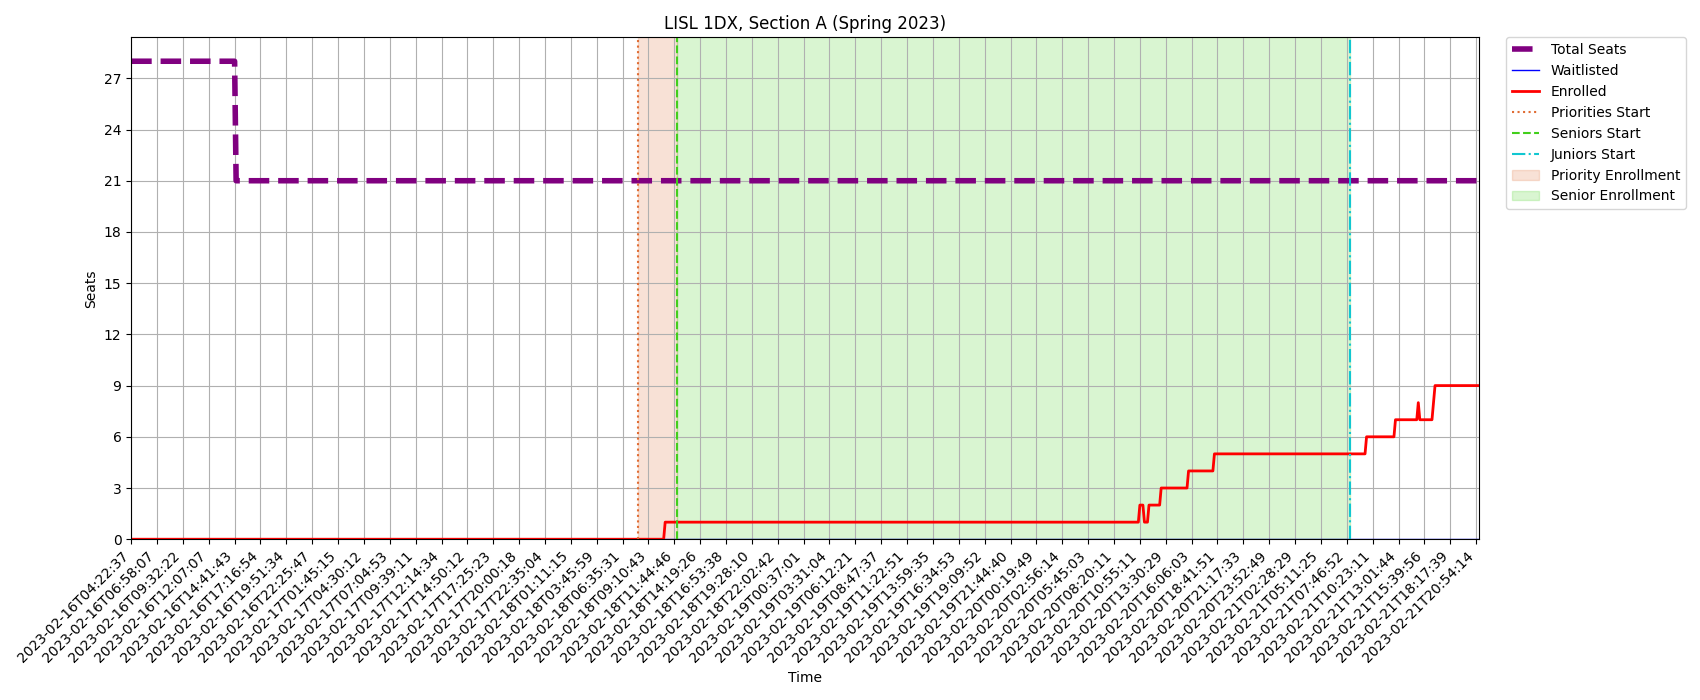 LISL 1DX, Section A (Spring 2023)
Total Seats
Waitlisted
Enrolled
Priorities Start
Seniors Start
Juniors Start
Priority Enrollment
Senior Enrollment
Seats
27
24
21
18
15
12
9
6
3
0
2023-02-16T04:22:37
2023-02-16T06:58:07
2023-02-16T09:32:22
2023-02-16T12:07:07
2023-02-16T14:41:43
2023-02-16T17:16:54
2023-02-16T19:51:34
2023-02-16T22:25:47
2023-02-17T01:45:15
2023-02-17T04:30:12
2023-02-17T07:04:53
2023-02-17T09:39:11
2023-02-17T12:14:34
2023-02-17T14:50:12
2023-02-17T17:25:23
2023-02-17T20:00:18
2023-02-17T22:35:04
2023-02-18T01:11:15
2023-02-18T03:45:59
2023-02-18T06:35:31
2023-02-18T09:10:43
2023-02-18T11:44:46
2023-02-18T14:19:26
2023-02-18T16:53:38
2023-02-18T19:28:10
2023-02-18T22:02:42
2023-02-19T00:37:01
2023-02-19T03:31:04
2023-02-19T06:12:21
2023-02-19T08:47:37
2023-02-19T11:22:51
2023-02-19T13:59:35
2023-02-19T16:34:53
2023-02-19T19:09:52
2023-02-19T21:44:40
2023-02-20T00:19:49
2023-02-20T02:56:14
2023-02-20T05:45:03
2023-02-20T08:20:11
2023-02-20T10:55:11
2023-02-20T13:30:29
2023-02-20T16:06:03
2023-02-20T18:41:51
2023-02-20T21:17:33
2023-02-20T23:52:49
2023-02-21T02:28:29
2023-02-21T05:11:25
2023-02-21T07:46:52
2023-02-21T10:23:11
2023-02-21T13:01:44
2023-02-21T15:39:56
2023-02-21T18:17:39
2023-02-21T20:54:14
Time